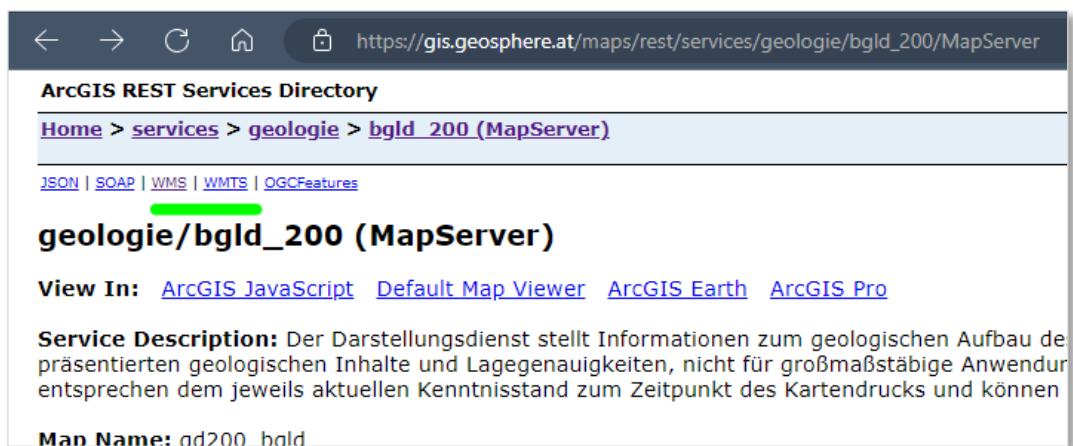 https://gis.geosphere.at/maps/rest/services/geologie/bgld_200/MapServer
ArcGIS REST Services Directory
Home > services > geologie > bgld_200 (MapServer)
JSON | SOAP | WMS | WMTS | OGCFeatures
geologie/bgld_200 (MapServer)
View In: ArcGIS JavaScript Default Map Viewer ArcGIS Earth ArcGIS Pro
Service Description: Der Darstellungsdienst stellt Informationen zum geologischen Aufbau
präsentierten geologischen Inhalte und Lagegenauigkeiten, nicht für großmaßstäbige
entsprechen dem jeweils aktuellen Kenntnisstand zum Zeitpunkt des Kartendrucks und können
Map Name: gd200_bgld